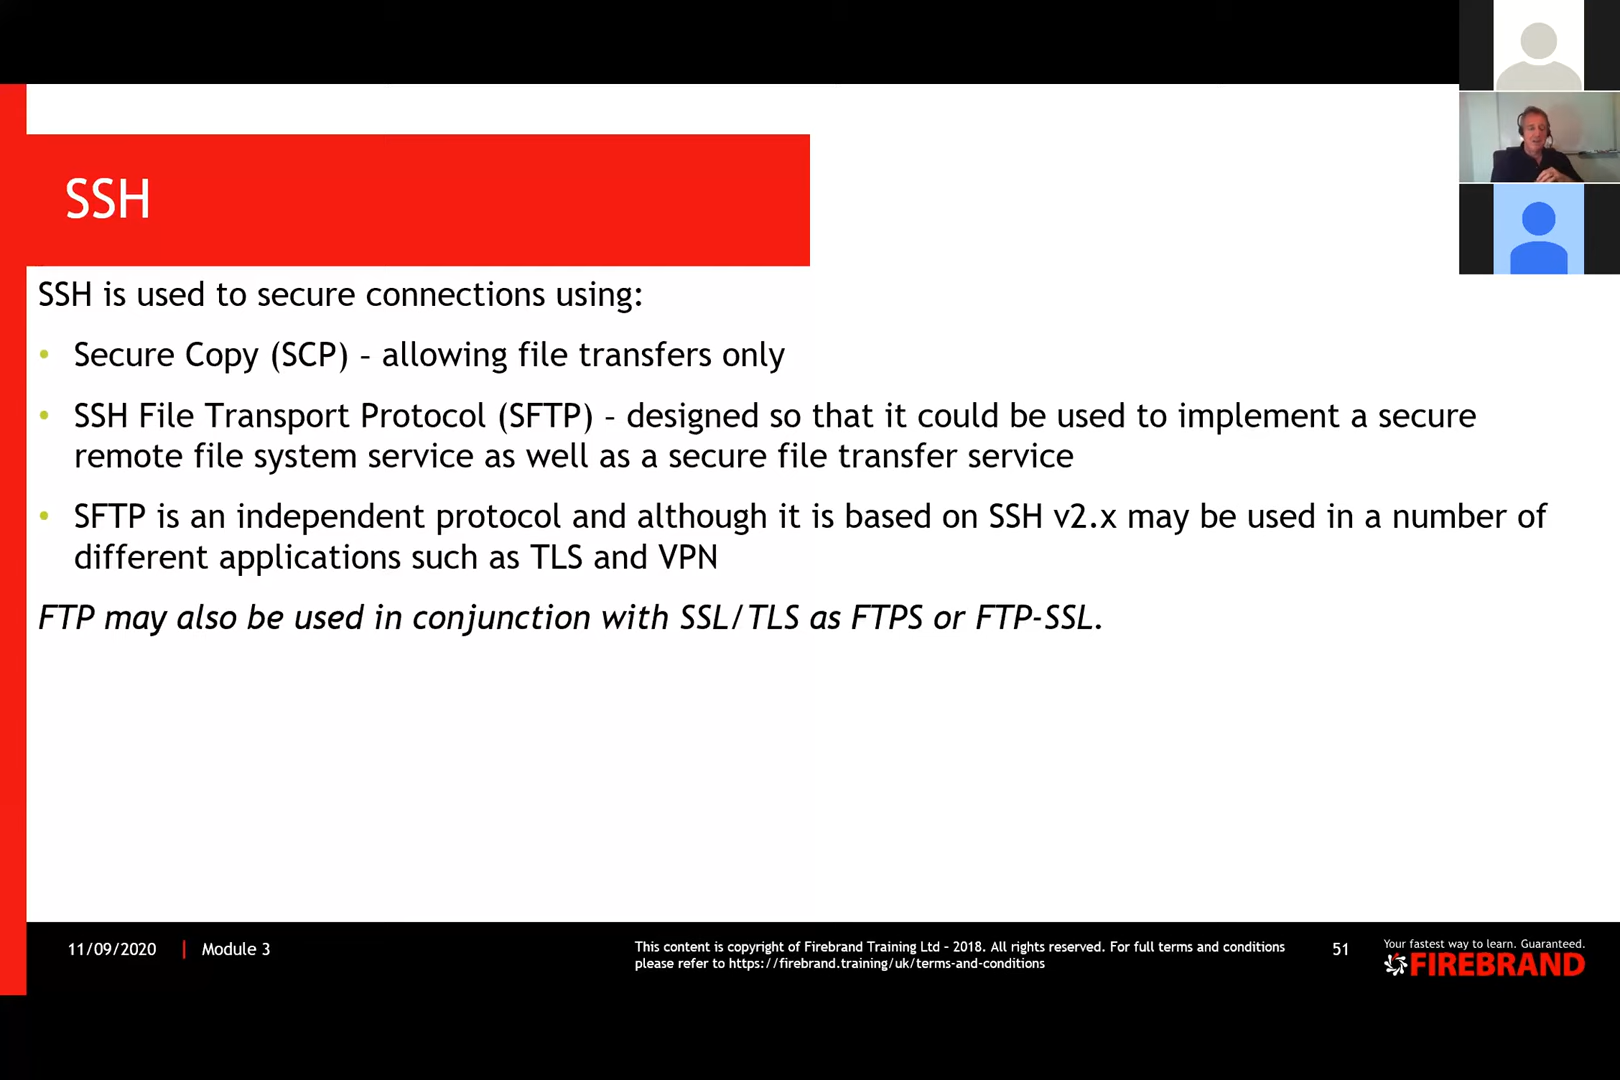 SSH
SSH is used to secure connections using:
• Secure Copy (SCP) – allowing file transfers only
• SSH File Transport Protocol (SFTP) – designed so that it could be used to implement a secure
remote file system service as well as a secure file transfer service
• SFTP is an independent protocol and although it is based on SSH v2.x may be used in a number of
different applications such as TLS and VPN
FTP may also be used in conjunction with SSL/TLS as FTPS or FTP-SSL.
11/09/2020 | Module 3
This content is copyright of Firebrand Training Ltd – 2018. All rights reserved. For full terms and conditions
please refer to https://firebrand.training/uk/terms-and-conditions
51
Your fastest way to learn. Guaranteed.
FIREBRAND